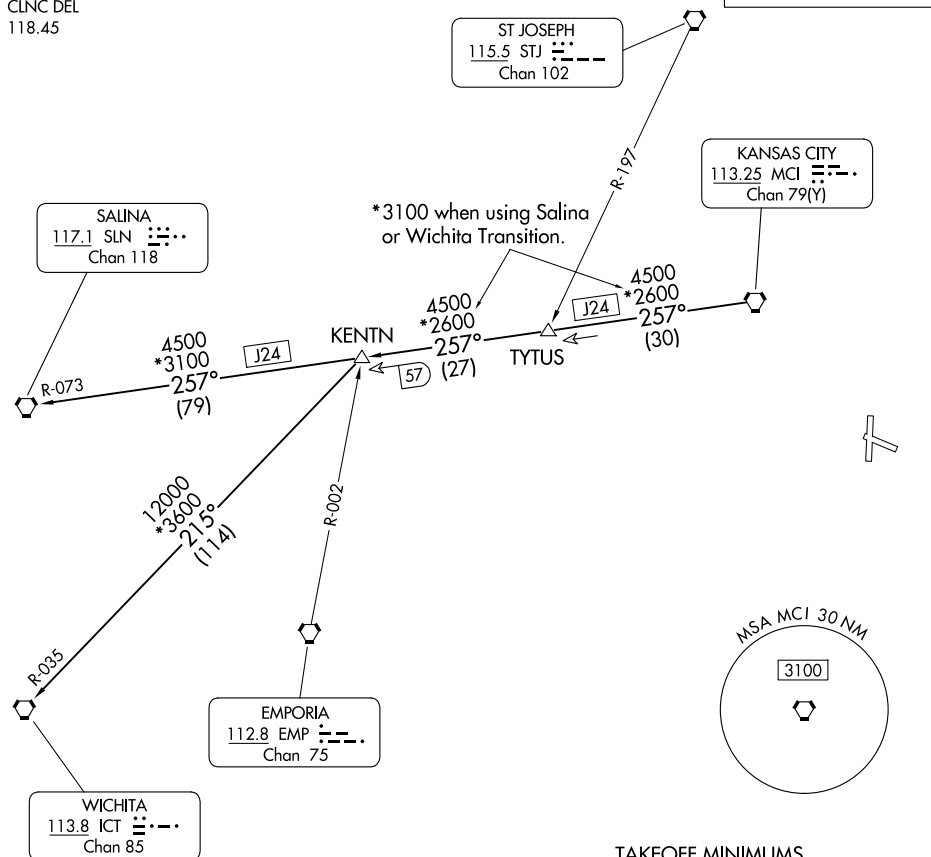 CLNC DEL
118.45
ST JOSEPH
115.5 STJ
Chan 102
KANSAS CITY
113.25 MCI
Chan 79(Y)
R-197
*3100 when using Salina
or Wichita Transition.
SALINA
117.1 SLN
Chan 118
4500
*2600
J24
257°
(30)
4500
*2600
257°
(27)
TYTUS
KENTN
57
4500
*3100
J24
257°
(79)
R-073
12000
*3600
215°
(114)
R-002
R-035
MSA MCI 30 NM
3100
EMPORIA
112.8 EMP
Chan 75
WICHITA
113.8 ICT
Chan 85
TAKEOFF MINIMUMS